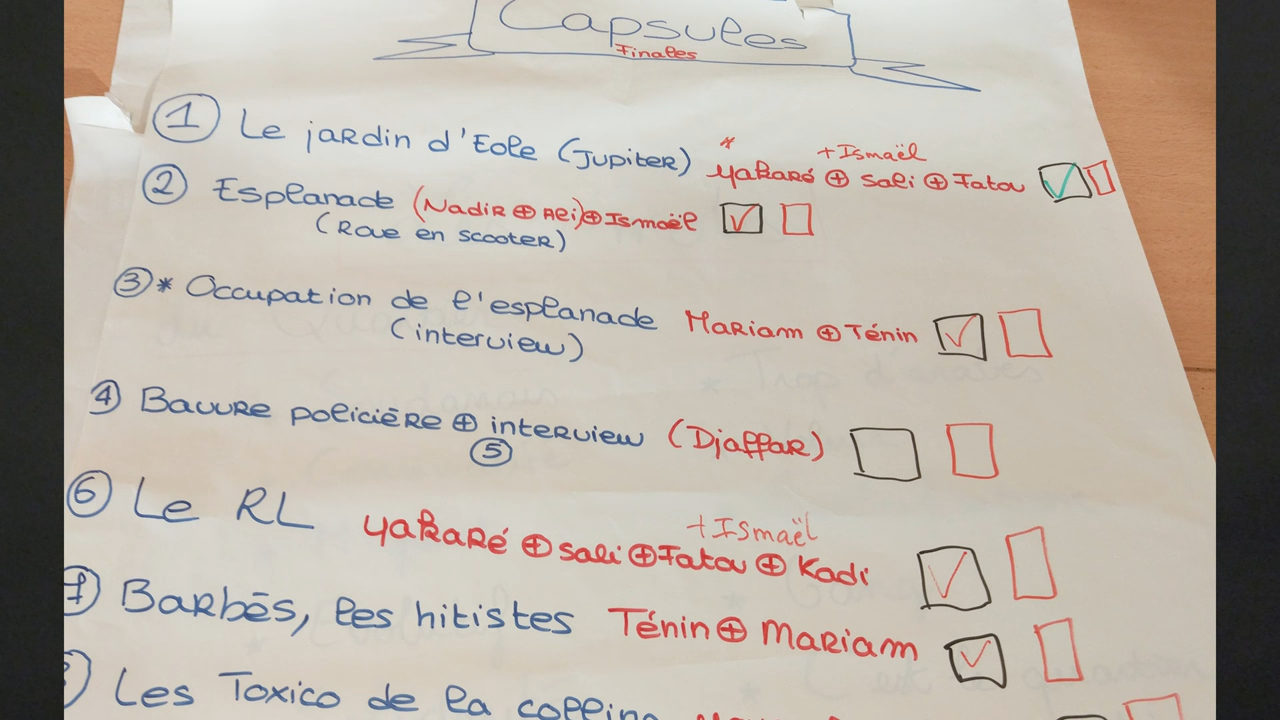 Capsules
Finales
1 Le jardin d'Eole (Jupiter) * yakaré ⊕ Sali ⊕ Fatou
+ Ismaël
2 Esplanade (Nadir ⊕ Ali) ⊕ Ismaël
(Roue en scooter)
3 * Occupation de l'esplanade Mariam ⊕ Ténin
(interview)
4 Bavure policière ⊕ interview (Djaffar)
5
6 Le RL yakaré ⊕ Sali ⊕ Fatou ⊕ Kadi
+ Ismaël
7 Barbès, les hitistes Ténin ⊕ Mariam
Les Toxico de la colline